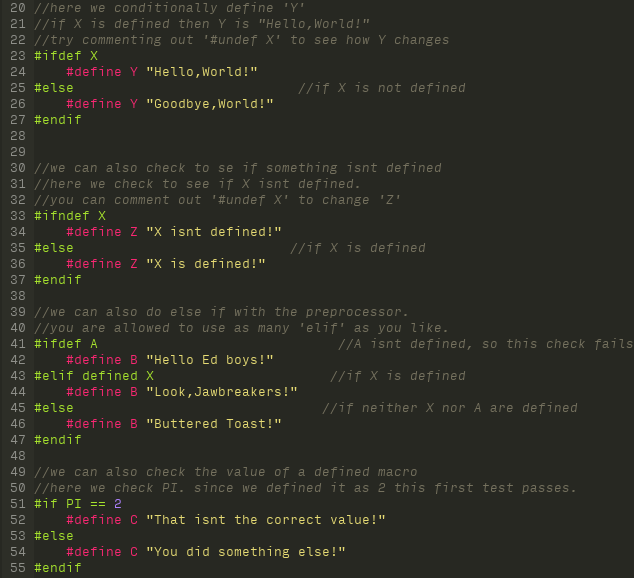 20 //here we conditionally define 'Y'
21 //if X is defined then Y is "Hello,World!"
22 //try commenting out '#undef X' to see how Y changes
23 #ifdef X
24     #define Y "Hello,World!"
25 #else                            //if X is not defined
26     #define Y "Goodbye,World!"
27 #endif
28
29
30 //we can also check to se if something isnt defined
31 //here we check to see if X isnt defined.
32 //you can comment out '#undef X' to change 'Z'
33 #ifndef X
34     #define Z "X isnt defined!"
35 #else                           //if X is defined
36     #define Z "X is defined!"
37 #endif
38
39 //we can also do else if with the preprocessor.
40 //you are allowed to use as many 'elif' as you like.
41 #ifdef A                              //A isnt defined, so this check fails
42     #define B "Hello Ed boys!"
43 #elif defined X                      //if X is defined
44     #define B "Look,Jawbreakers!"
45 #else                               //if neither X nor A are defined
46     #define B "Buttered Toast!"
47 #endif
48
49 //we can also check the value of a defined macro
50 //here we check PI. since we defined it as 2 this first test passes.
51 #if PI == 2
52     #define C "That isnt the correct value!"
53 #else
54     #define C "You did something else!"
55 #endif